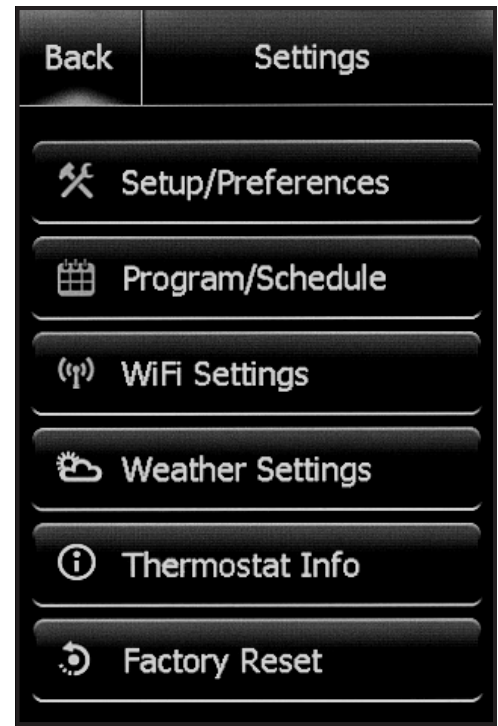 Back Settings
Setup/Preferences
Program/Schedule
WiFi Settings
Weather Settings
Thermostat Info
Factory Reset